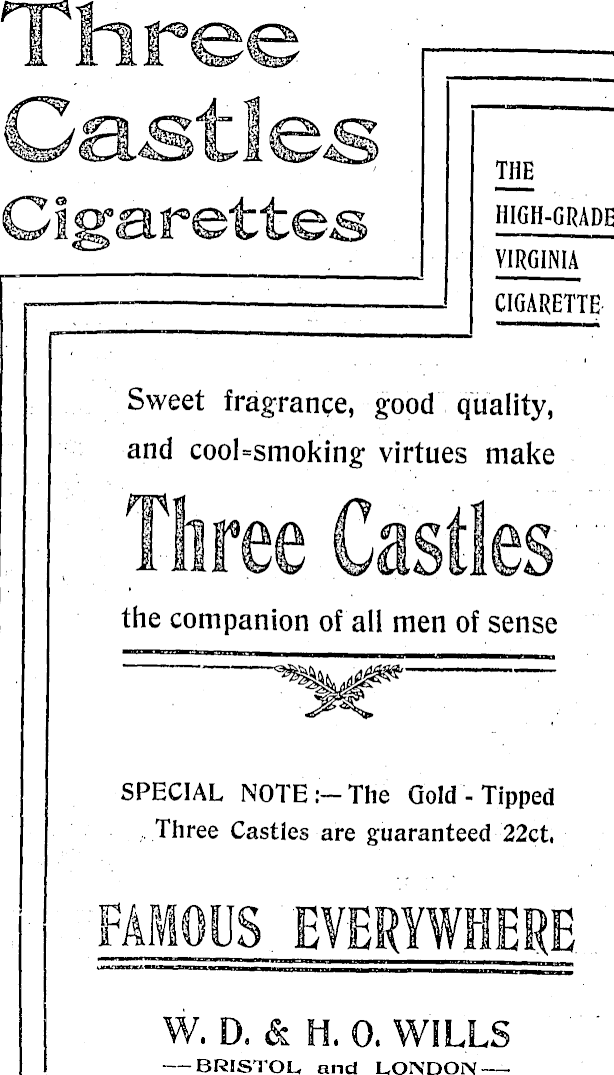 Three
Castles
Cigarettes
THE
HIGH-GRADE
VIRGINIA
CIGARETTE
Sweet fragrance, good quality,
and cool=smoking virtues make
Three Castles
the companion of all men of sense
SPECIAL NOTE:—The Gold-Tipped
Three Castles are guaranteed 22ct.
FAMOUS EVERYWHERE
W. D. & H. O. WILLS
—BRISTOL and LONDON—